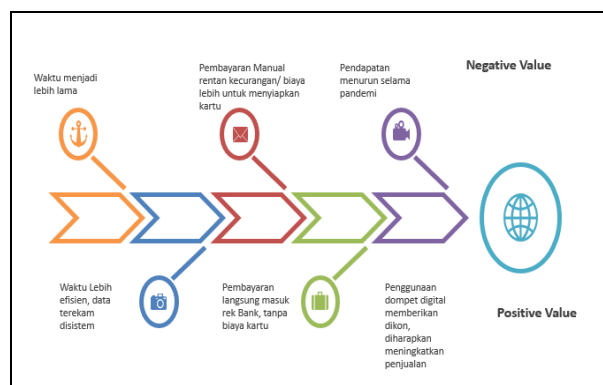 Waktu menjadi
lebih lama
Pembayaran Manual
rentan kecurangan/ biaya
lebih untuk menyiapkan
kartu
Pendapatan
menurun selama
pandemi
Negative Value
Waktu Lebih
efisien, data
terekam
disistem
Pembayaran
langsung masuk
rek Bank, tanpa
biaya kartu
Penggunaan
dompet digital
memberikan
dikon,
diharapkan
meningkatkan
penjualan
Positive Value